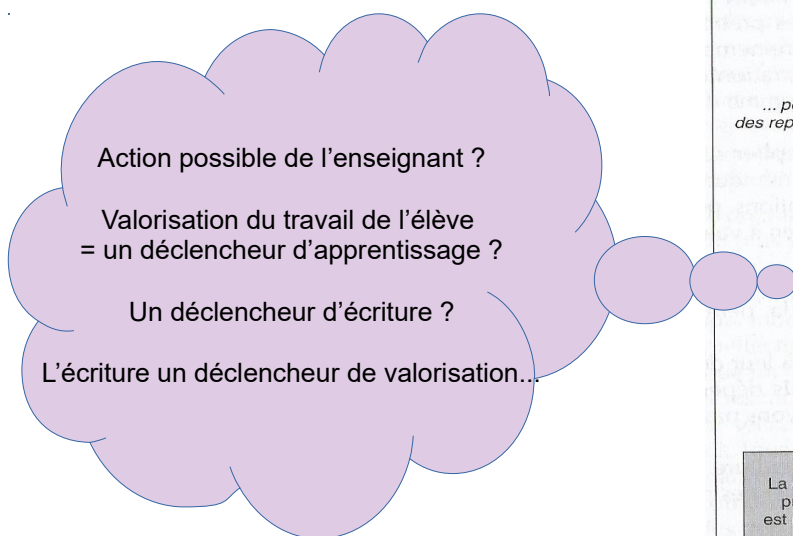 Action possible de l’enseignant ?
Valorisation du travail de l’élève
= un déclencheur d’apprentissage ?
Un déclencheur d’écriture ?
L’écriture un déclencheur de valorisation...
... p
des rep
La
p
est